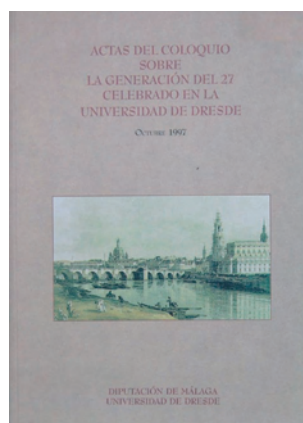 ACTAS DEL COLOQUIO
SOBRE
LA GENERACIÓN DEL 27
CELEBRADO EN LA
UNIVERSIDAD DE DRESDE
OCTUBRE 1997
DIPUTACIÓN DE MÁLAGA
UNIVERSIDAD DE DRESDE